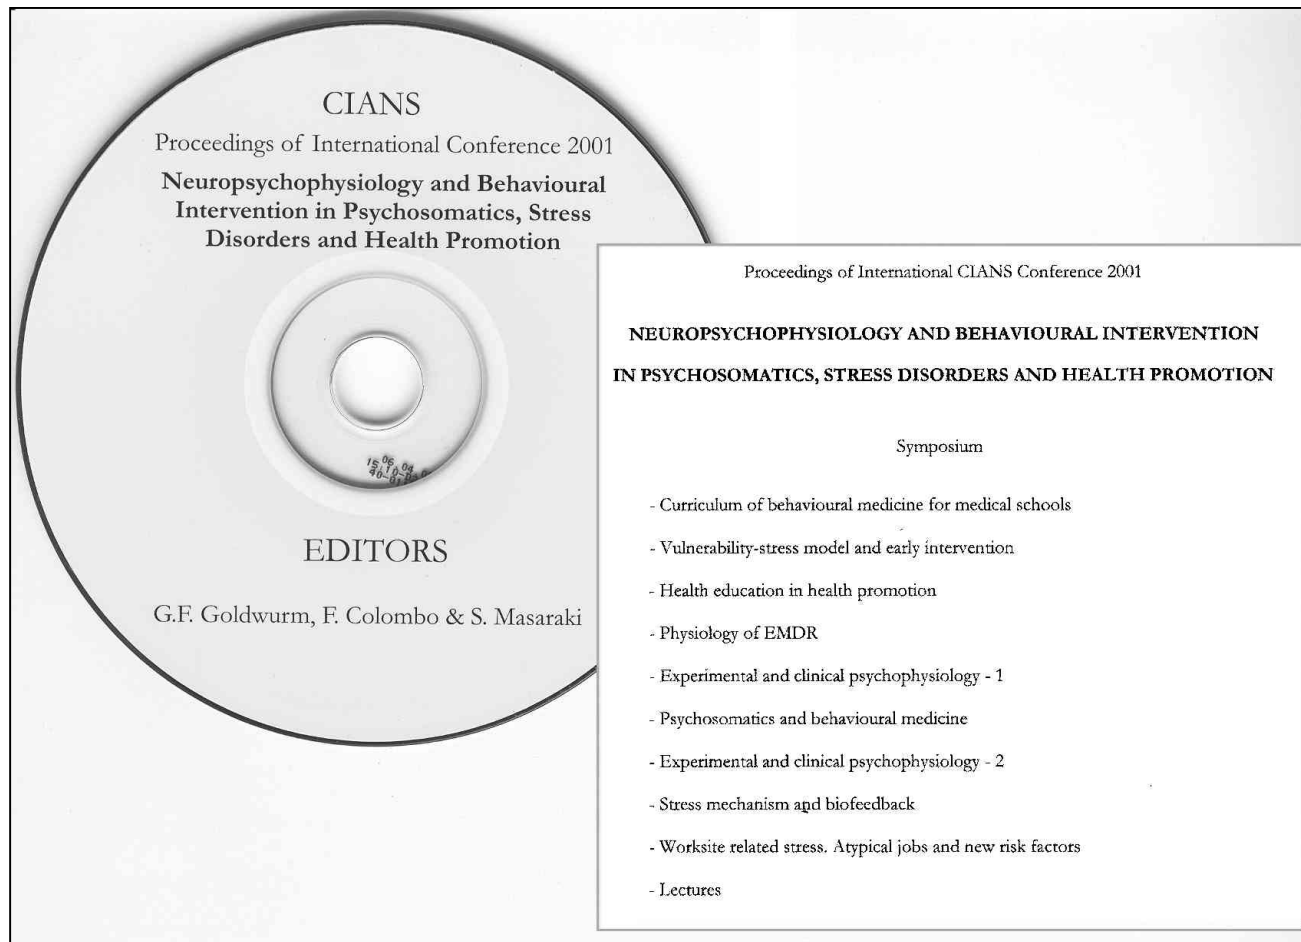 CIANS
Proceedings of International Conference 2001
Neuropsychophysiology and Behavioural
Intervention in Psychosomatics, Stress
Disorders and Health Promotion
EDITORS
G.F. Goldwurm, F. Colombo & S. Masaraki
Proceedings of International CIANS Conference 2001
NEUROPSYCHOPHYSIOLOGY AND BEHAVIOURAL INTERVENTION
IN PSYCHOSOMATICS, STRESS DISORDERS AND HEALTH PROMOTION
Symposium
- Curriculum of behavioural medicine for medical schools
- Vulnerability-stress model and early intervention
- Health education in health promotion
- Physiology of EMDR
- Experimental and clinical psychophysiology - 1
- Psychosomatics and behavioural medicine
- Experimental and clinical psychophysiology - 2
- Stress mechanism and biofeedback
- Worksite related stress. Atypical jobs and new risk factors
- Lectures